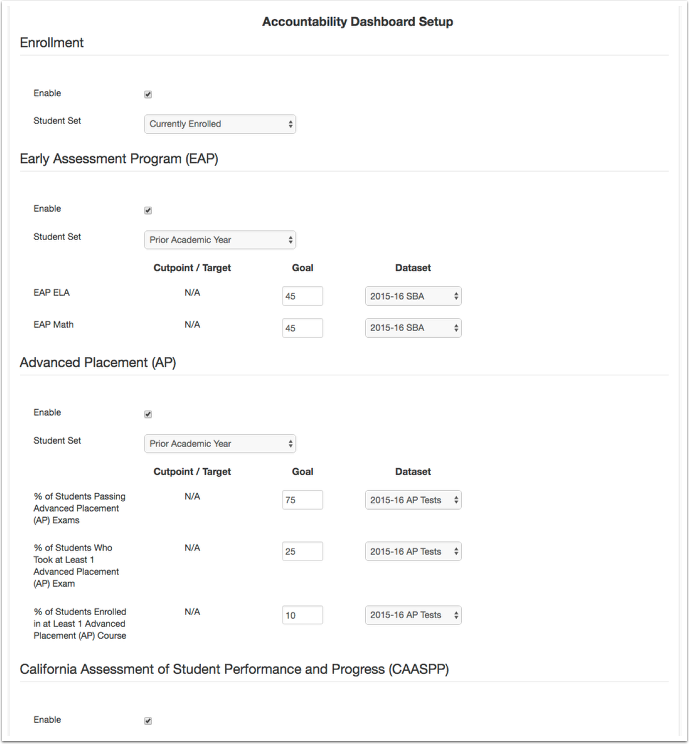 Accountability Dashboard Setup
Enrollment
Enable
Student Set
Currently Enrolled
Early Assessment Program (EAP)
Enable
Student Set
Prior Academic Year
Cutpoint / Target Goal Dataset
EAP ELA N/A 45 2015-16 SBA
EAP Math N/A 45 2015-16 SBA
Advanced Placement (AP)
Enable
Student Set
Prior Academic Year
Cutpoint / Target Goal Dataset
% of Students Passing N/A 75 2015-16 AP Tests
Advanced Placement
(AP) Exams
% of Students Who N/A 25 2015-16 AP Tests
Took at Least 1
Advanced Placement
(AP) Exam
% of Students Enrolled N/A 10 2015-16 AP Tests
in at Least 1 Advanced
Placement (AP) Course
California Assessment of Student Performance and Progress (CAASPP)
Enable